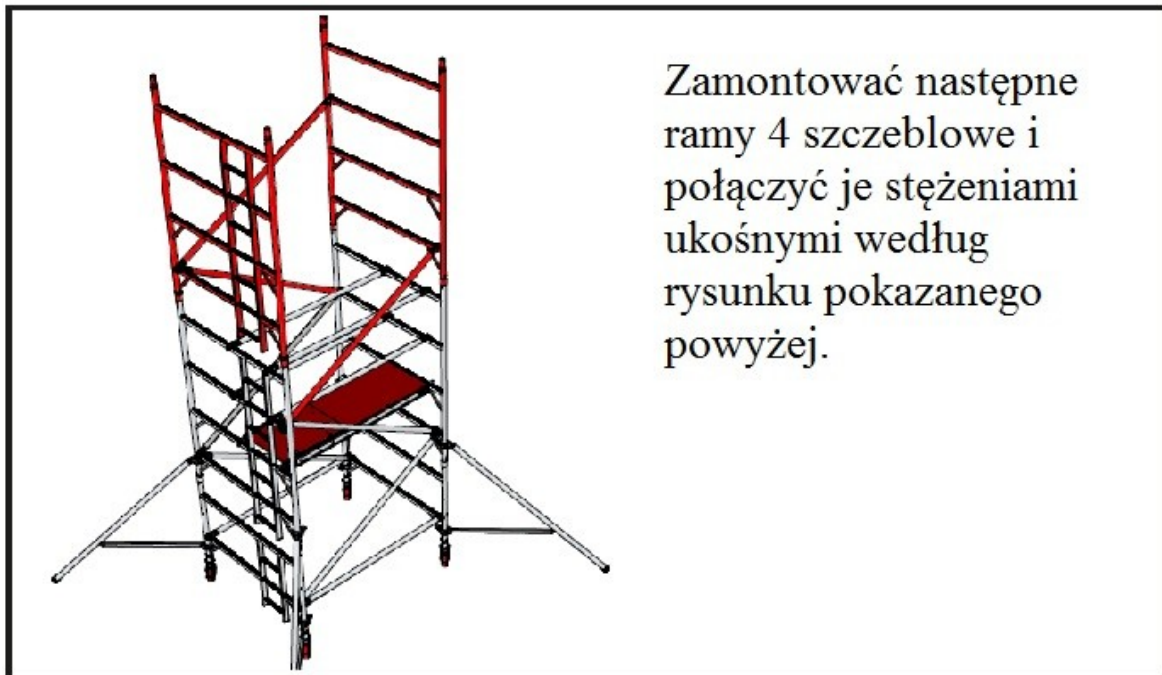 Zamontować następne
ramy 4 szczeblowe i
połączyć je stężeniami
ukośnymi według
rysunku pokazanego
powyżej.